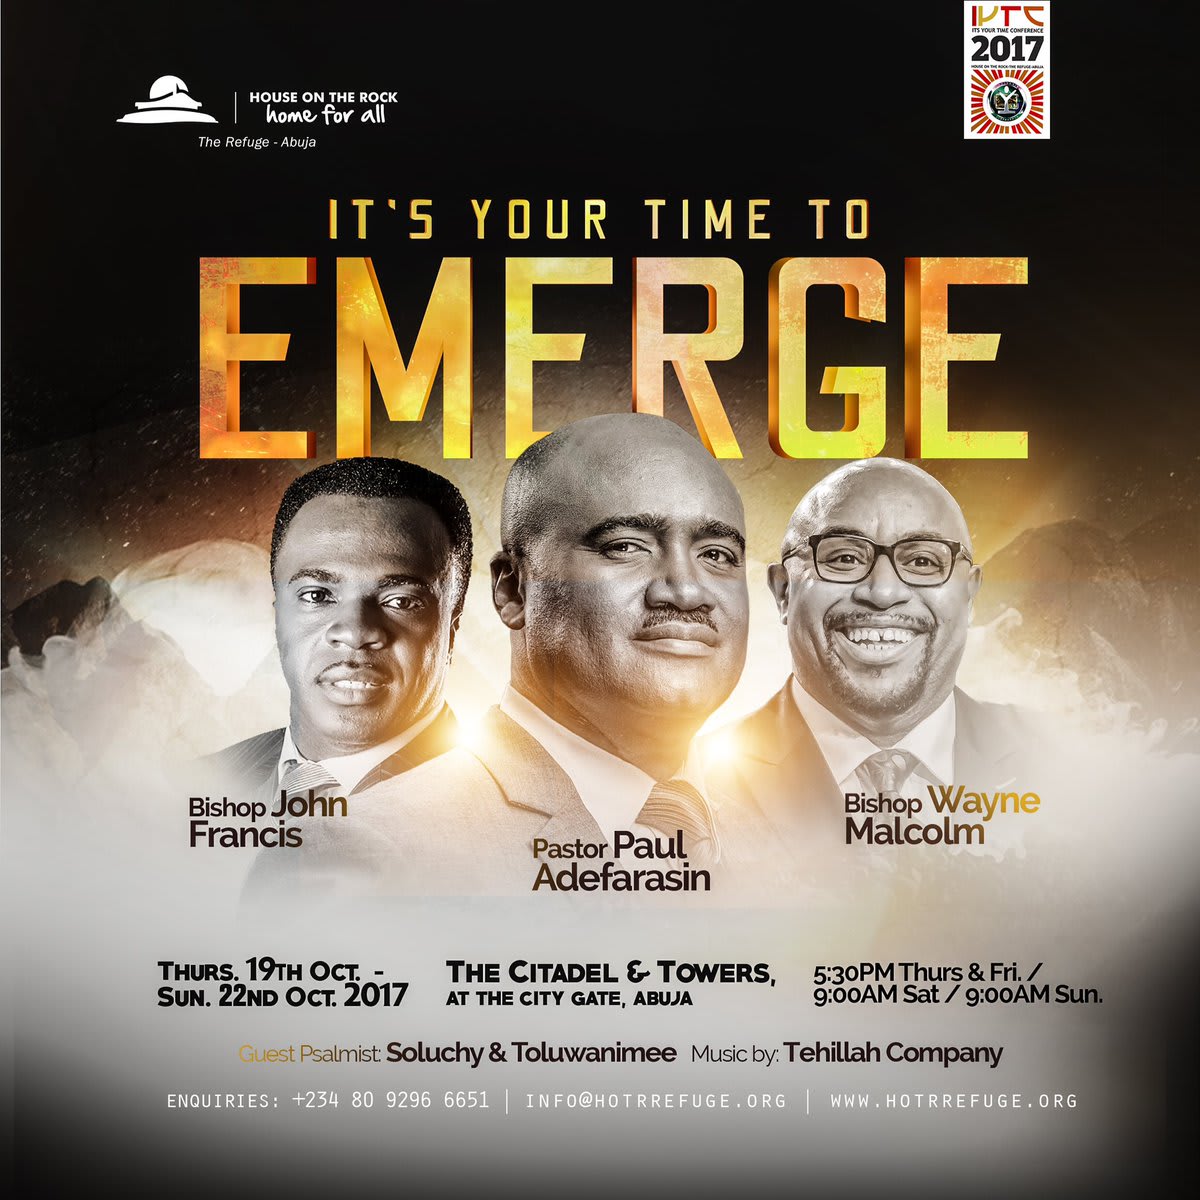 HOUSE ON THE ROCK
home for all
The Refuge - Abuja
IYTC
ITS YOUR TIME CONFERENCE
2017
HOUSE ON THE ROCK-THE REFUGE-ABUJA
IT'S YOUR TIME TO
EMERGE
Bishop John
Francis
Pastor Paul
Adefarasin
Bishop Wayne
Malcolm
THURS. 19TH OCT. -
SUN. 22ND OCT. 2017
THE CITADEL & TOWERS,
AT THE CITY GATE, ABUJA
5:30PM Thurs & Fri. /
9:00AM Sat / 9:00AM Sun.
Guest Psalmist: Soluchy & Toluwanimee Music by: Tehillah Company
ENQUIRIES: +234 80 9296 6651 | INFO@HOTRREFUGE.ORG | WWW.HOTRREFUGE.ORG